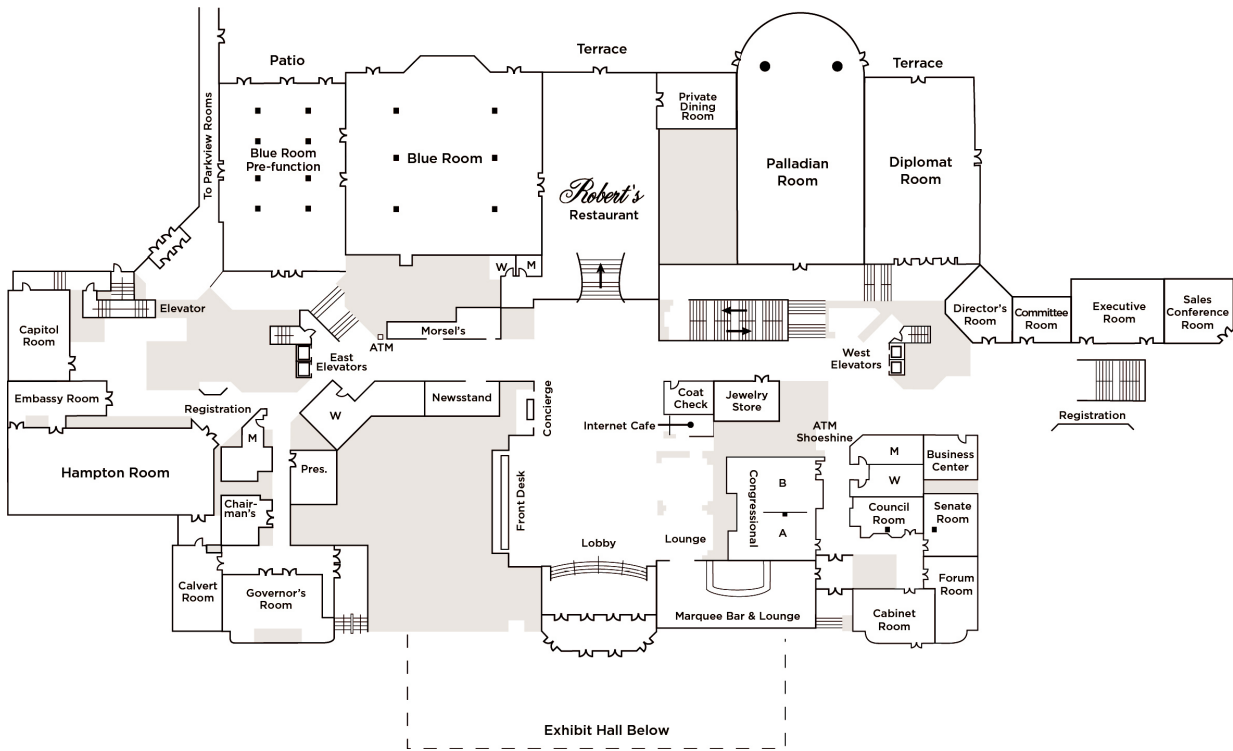 Patio
Terrace
Terrace
To Parkview Rooms
Blue Room
Pre-function
Blue Room
Private
Dining
Room
Palladian
Room
Diplomat
Room
Robert's
Restaurant
W
M
Elevator
Capitol
Room
Morsel's
ATM
East
Elevators
West
Elevators
Director's
Room
Committee
Room
Executive
Room
Sales
Conference
Room
Embassy Room
Registration
W
Newsstand
Concierge
Coat
Check
Jewelry
Store
Internet Cafe
ATM
Shoeshine
Registration
M
Hampton Room
Pres.
Front Desk
Congressional
B
A
M
W
Business
Center
Chair-
man's
Council
Room
Senate
Room
Lobby
Lounge
Calvert
Room
Governor's
Room
Marquee Bar & Lounge
Cabinet
Room
Forum
Room
Exhibit Hall Below